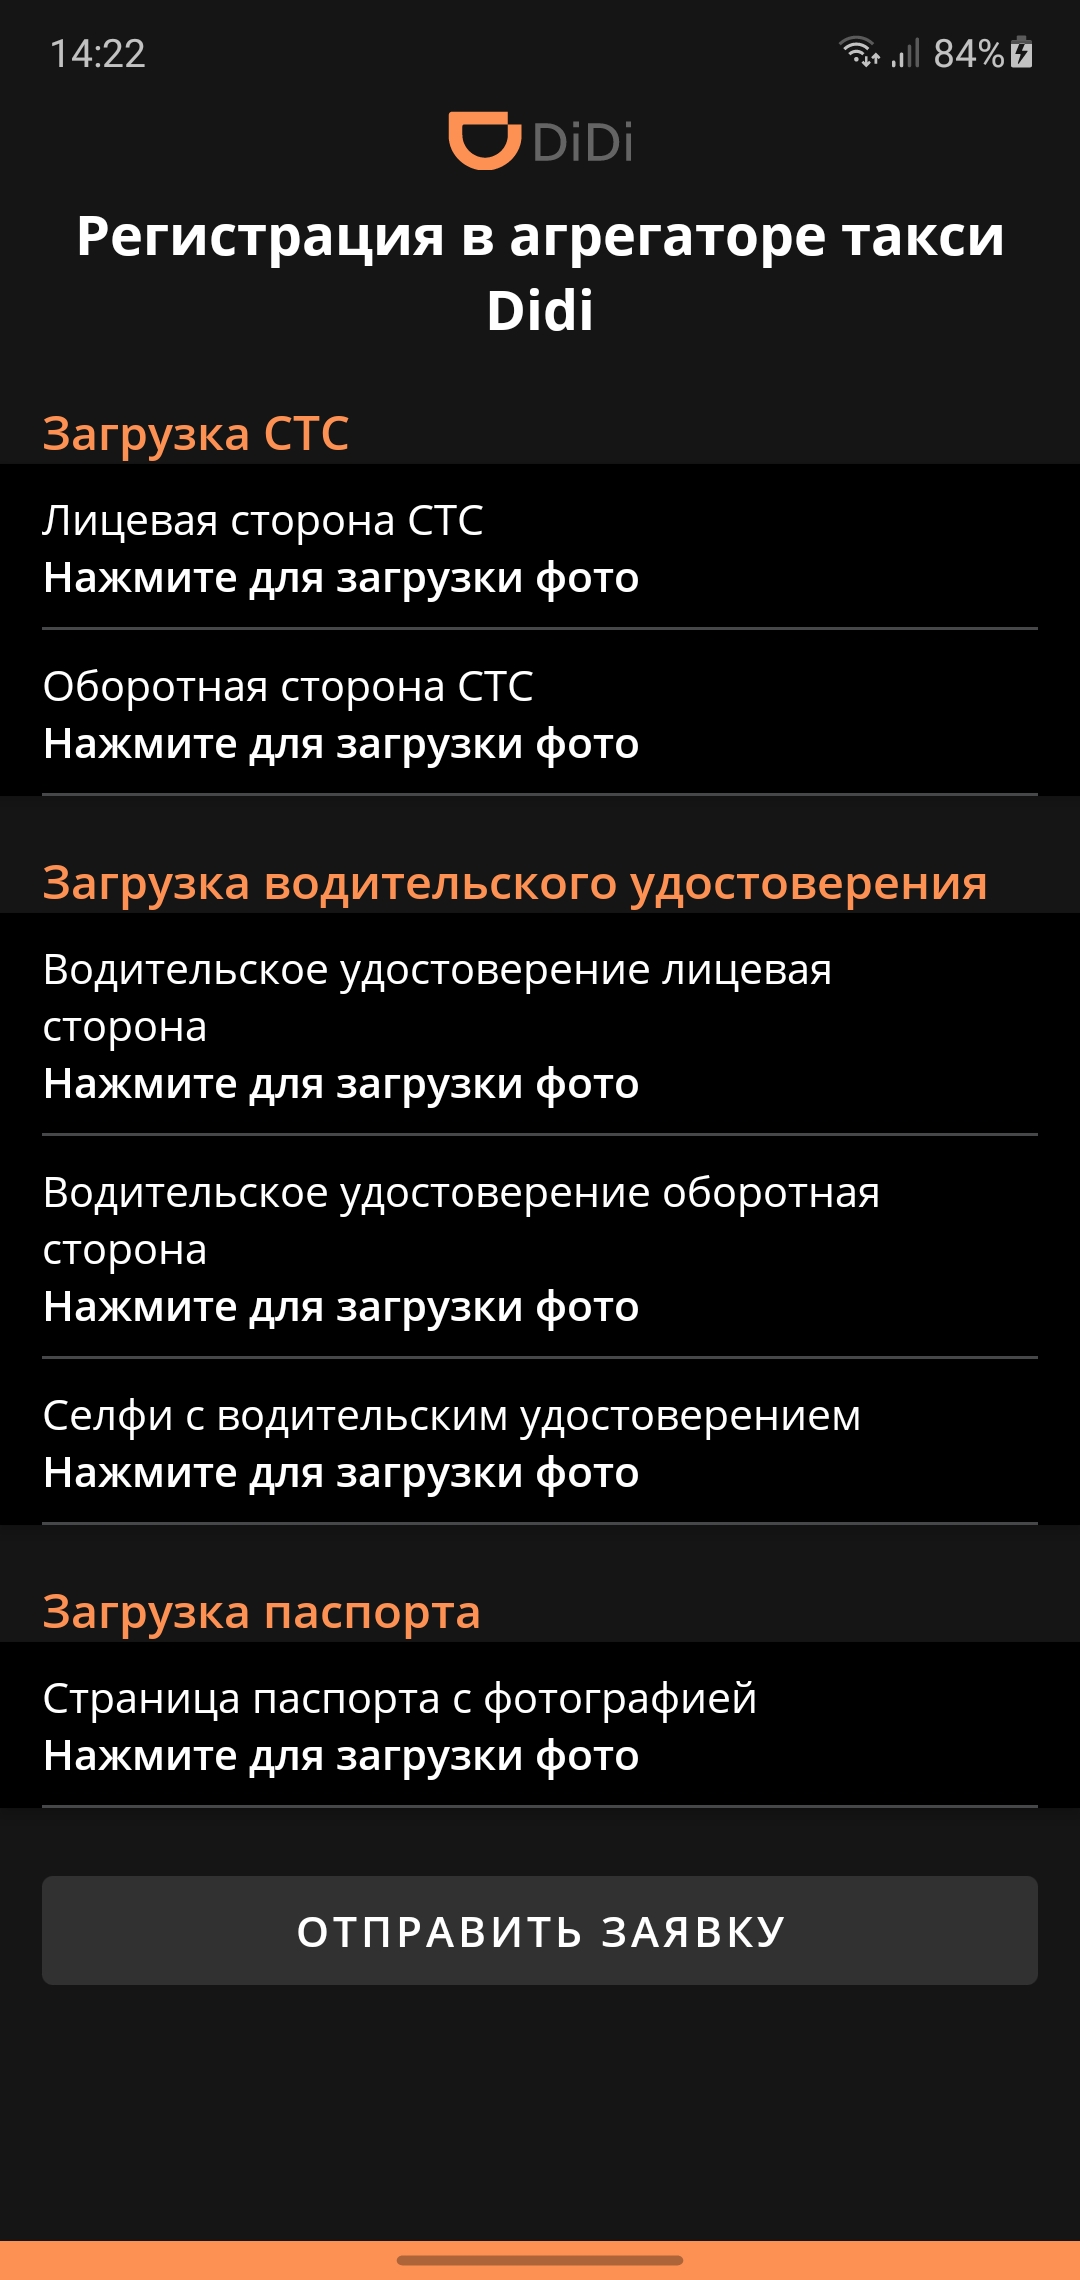 14:22
84%
DiDi
Регистрация в агрегаторе такси
Didi
Загрузка СТС
Лицевая сторона СТС
Нажмите для загрузки фото
Оборотная сторона СТС
Нажмите для загрузки фото
Загрузка водительского удостоверения
Водительское удостоверение лицевая
сторона
Нажмите для загрузки фото
Водительское удостоверение оборотная
сторона
Нажмите для загрузки фото
Селфи с водительским удостоверением
Нажмите для загрузки фото
Загрузка паспорта
Страница паспорта с фотографией
Нажмите для загрузки фото
ОТПРАВИТЬ ЗАЯВКУ